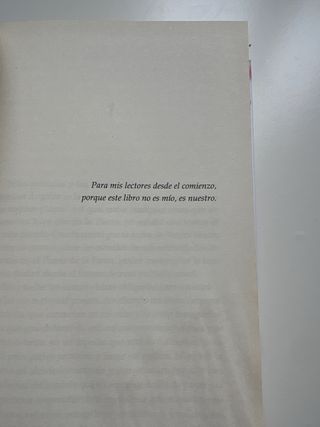 Para mis lectores desde el comienzo,
porque este libro no es mío, es nuestro.